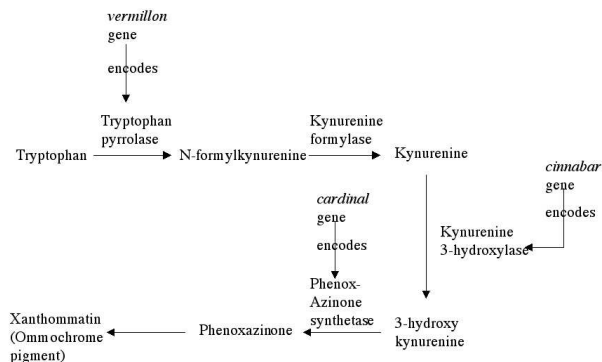 vermillon
gene
encodes
Tryptophan
pyrrolase
Kynurenine
formylase
Tryptophan
N-formylkynurenine
Kynurenine
cinnabar
gene
encodes
cardinal
gene
encodes
Kynurenine
3-hydroxylase
Phenox-
Azinone
synthetase
Xanthommatin
(Ommochrome
pigment)
Phenoxazinone
3-hydroxy
kynurenine